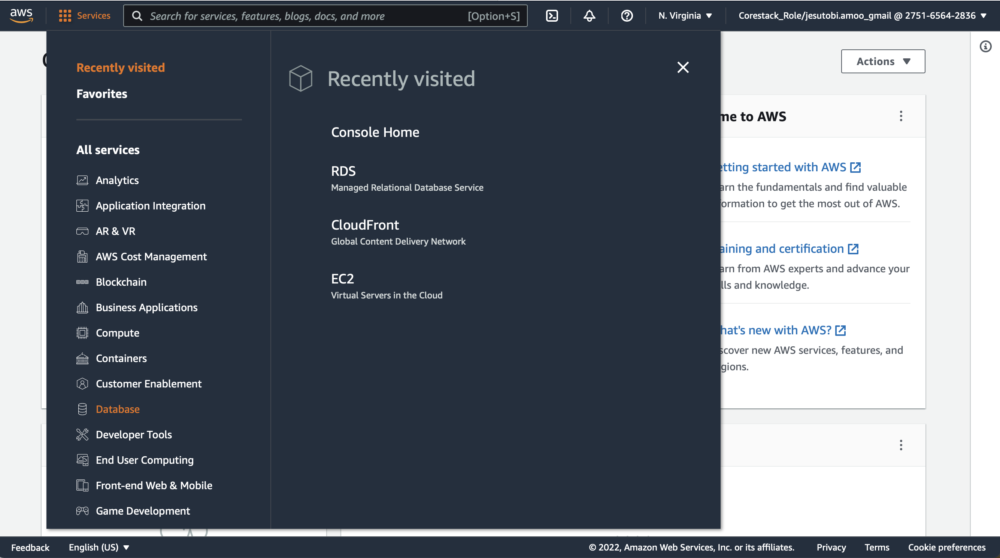 aws
Services
Search for services, features, blogs, docs, and more
[Option+S]
N. Virginia
Corestack_Role/jesutobi.amoo_gmail @ 2751-6564-2836
Recently visited
Favorites
All services
Analytics
Application Integration
AR & VR
AWS Cost Management
Blockchain
Business Applications
Compute
Containers
Customer Enablement
Database
Developer Tools
End User Computing
Front-end Web & Mobile
Game Development
Recently visited
Console Home
RDS
Managed Relational Database Service
CloudFront
Global Content Delivery Network
EC2
Virtual Servers in the Cloud
Actions
me to AWS
etting started with AWS
arn the fundamentals and find valuable
formation to get the most out of AWS.
aining and certification
arn from AWS experts and advance your
lls and knowledge.
hat's new with AWS?
scover new AWS services, features, and
gions.
Feedback
English (US)
© 2022, Amazon Web Services, Inc. or its affiliates.
Privacy
Terms
Cookie preferences